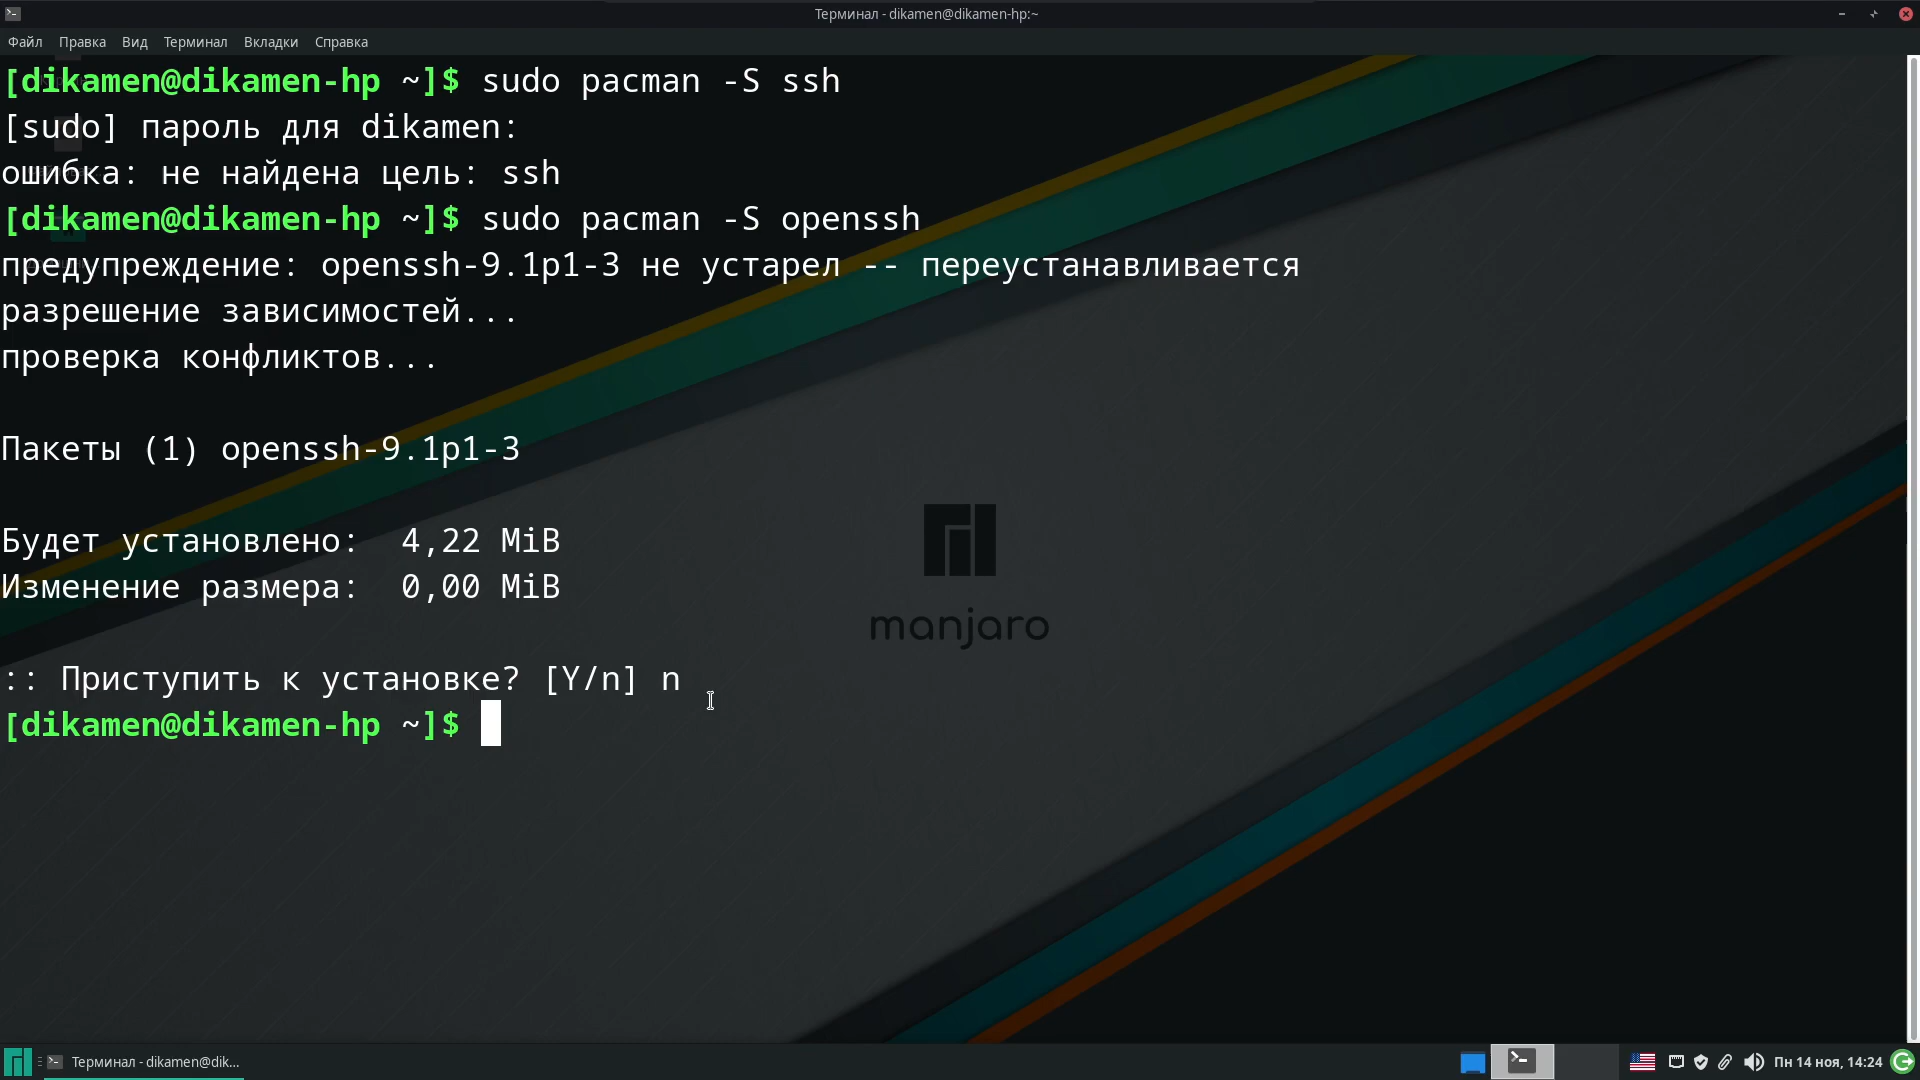 Терминал - dikamen@dikamen-hp:~
Файл Правка Вид Терминал Вкладки Справка
[dikamen@dikamen-hp ~]$ sudo pacman -S ssh
[sudo] пароль для dikamen:
ошибка: не найдена цель: ssh
[dikamen@dikamen-hp ~]$ sudo pacman -S openssh
предупреждение: openssh-9.1p1-3 не устарел -- переустанавливается
разрешение зависимостей...
проверка конфликтов...
Пакеты (1) openssh-9.1p1-3
Будет установлено:  4,22 MiB
Изменение размера:  0,00 MiB
:: Приступить к установке? [Y/n] n
[dikamen@dikamen-hp ~]$
manjaro
Терминал - dikamen@dik...
Пн 14 ноя, 14:24